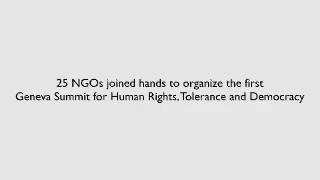 25 NGOs joined hands to organize the first
Geneva Summit for Human Rights, Tolerance and Democracy